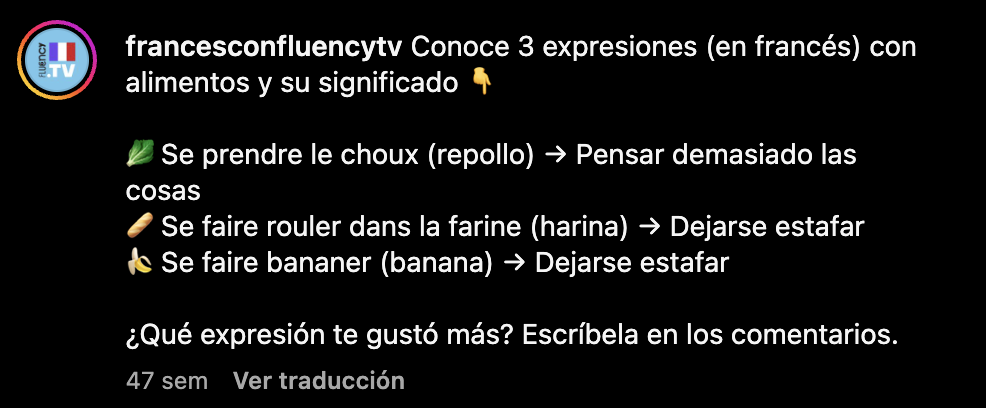 FLUENCY
.TV
francesconfluencytv Conoce 3 expresiones (en francés) con
alimentos y su significado 👇
🥬 Se prendre le choux (repollo) → Pensar demasiado las
cosas
🥖 Se faire rouler dans la farine (harina) → Dejarse estafar
🍌 Se faire bananer (banana) → Dejarse estafar
¿Qué expresión te gustó más? Escríbela en los comentarios.
47 sem Ver traducción